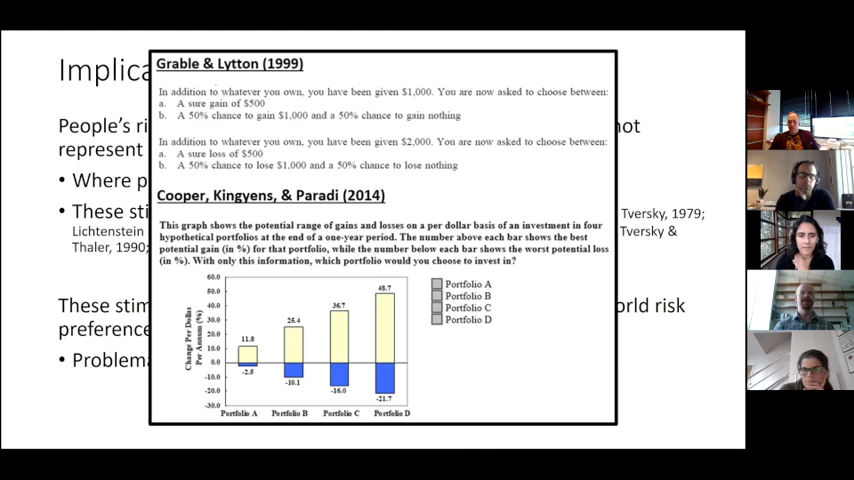 Implica
Grable & Lytton (1999)
In addition to whatever you own, you have been given $1,000. You are now asked to choose between:
a. A sure gain of $500
b. A 50% chance to gain $1,000 and a 50% chance to gain nothing
People's ri
not
represent
In addition to whatever you own, you have been given $2,000. You are now asked to choose between:
a. A sure loss of $500
b. A 50% chance to lose $1,000 and a 50% chance to lose nothing
• Where p
Cooper, Kingyens, & Paradi (2014)
• These sti
Tversky, 1979;
Lichtenstein
Tversky &
Thaler, 1990;
This graph shows the potential range of gains and losses on a per dollar basis of an investment in four
hypothetical portfolios at the end of a one-year period. The number above each bar shows the best
potential gain (in %) for that portfolio, while the number below each bar shows the worst potential loss
(in %). With only this information, which portfolio would you choose to invest in?
These stim
orld risk
preference
• Problema
Change Per Dollar
Per Annum (%)
60.0
50.0
40.0
30.0
20.0
10.0
0.0
-10.0
-20.0
-30.0
11.8
25.4
36.7
48.7
-2.5
-10.1
-16.0
-21.7
Portfolio A
Portfolio B
Portfolio C
Portfolio D
Portfolio A
Portfolio B
Portfolio C
Portfolio D